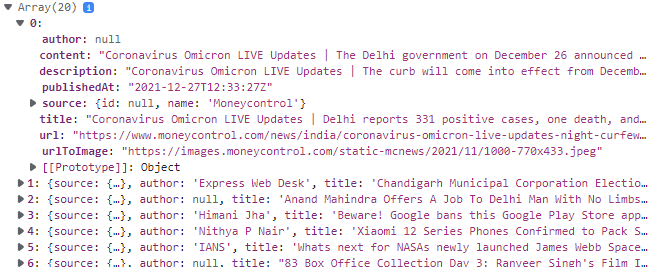 ▼ Array(20) i
▼ 0:
author: null
content: "Coronavirus Omicron LIVE Updates | The Delhi government on December 26 announced
description: "Coronavirus Omicron LIVE Updates | The curb will come into effect from Decemb
publishedAt: "2021-12-27T12:33:27Z"
▶ source: {id: null, name: 'Moneycontrol'}
title: "Coronavirus Omicron LIVE Updates | Delhi reports 331 positive cases, one death, and
url: "https://www.moneycontrol.com/news/india/coronavirus-omicron-live-updates-night-curfew
urlToImage: "https://images.moneycontrol.com/static-mcnews/2021/11/1000-770x433.jpeg"
▶ [[Prototype]]: Object
▶ 1: {source: {…}, author: 'Express Web Desk', title: 'Chandigarh Municipal Corporation Electio
▶ 2: {source: {…}, author: null, title: 'Anand Mahindra Offers A Job To Delhi Man With No Limbs
▶ 3: {source: {…}, author: 'Himani Jha', title: 'Beware! Google bans this Google Play Store app
▶ 4: {source: {…}, author: 'Nithya P Nair', title: 'Xiaomi 12 Series Phones Confirmed to Pack S
▶ 5: {source: {…}, author: 'IANS', title: 'Whats next for NASAs newly launched James Webb Space
▶ 6: {source: {…}, author: null, title: "83 Box Office Collection Day 3: Ranveer Singh's Film I